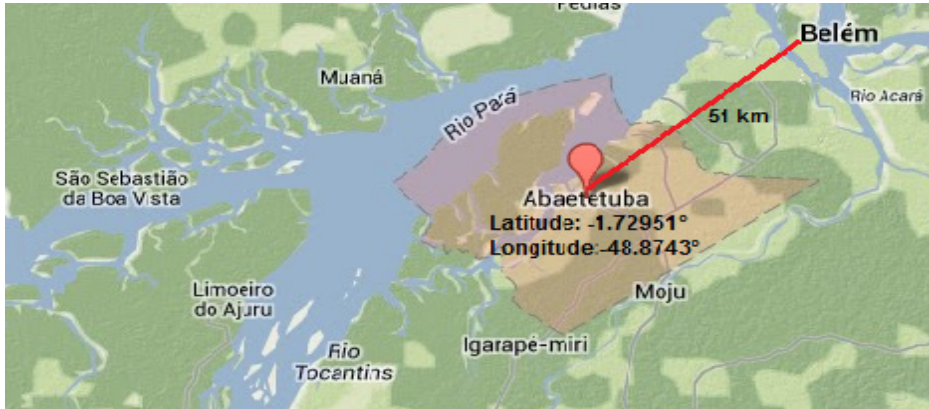 Belém
Muaná
Rio Pará
Rio Acará
51 km
São Sebastião
da Boa Vista
Abaetetuba
Latitude: -1.72951°
Longitude:-48.8743°
Limoeiro
do Ajuru
Moju
Igarapé-miri
Rio
Tocantins